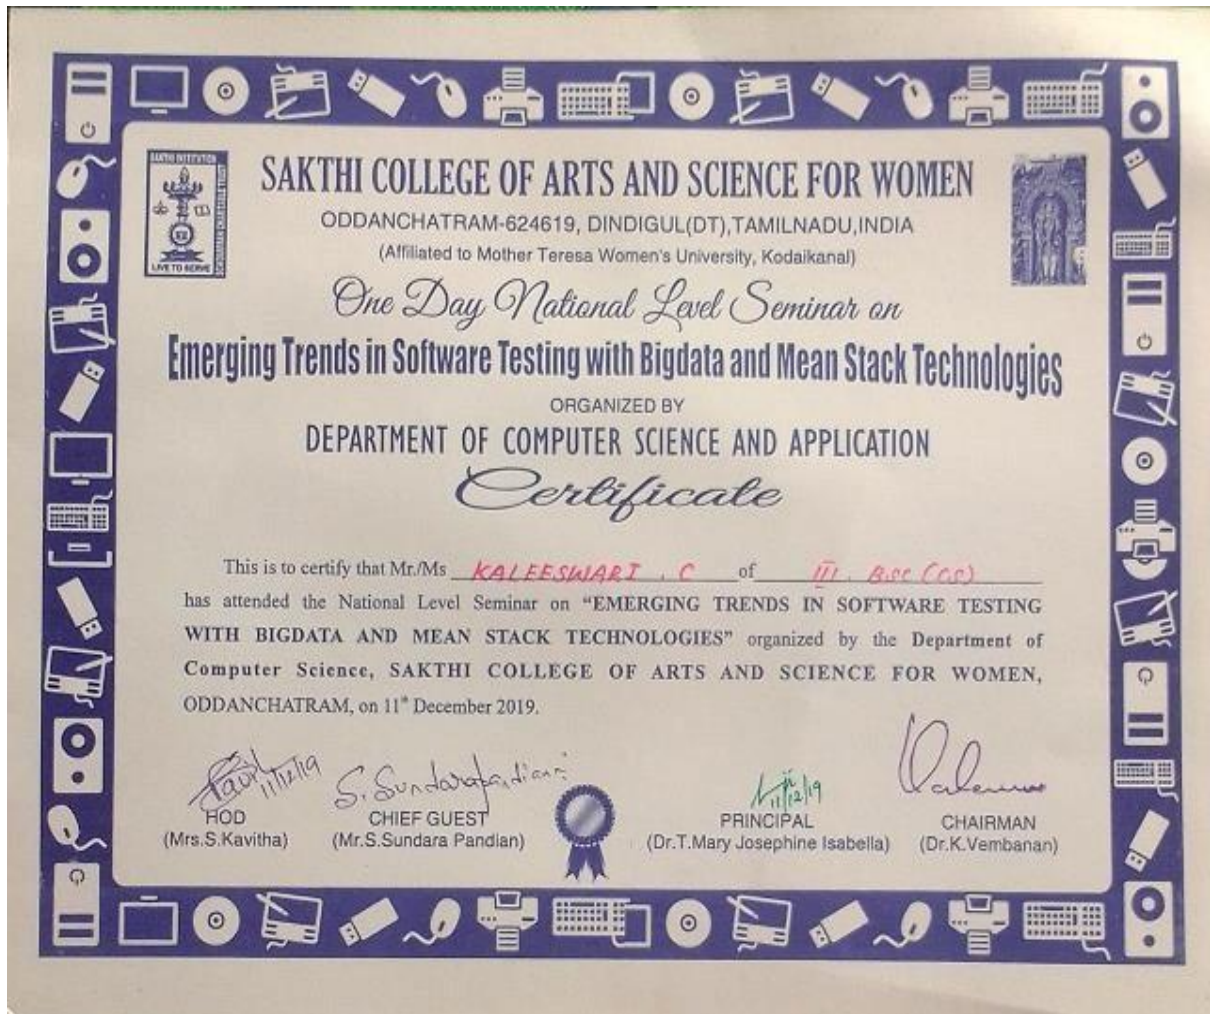 SAKTHI INSTITUTION
LIVE TO SERVE
SAKTHI COLLEGE OF ARTS AND SCIENCE FOR WOMEN
ODDANCHATRAM-624619, DINDIGUL(DT),TAMILNADU,INDIA
(Affiliated to Mother Teresa Women's University, Kodaikanal)
One Day National Level Seminar on
Emerging Trends in Software Testing with Bigdata and Mean Stack Technologies
ORGANIZED BY
DEPARTMENT OF COMPUTER SCIENCE AND APPLICATION
Certificate
This is to certify that Mr./Ms KALEESWARI . C of III. B.SC (CS)
has attended the National Level Seminar on “EMERGING TRENDS IN SOFTWARE TESTING
WITH BIGDATA AND MEAN STACK TECHNOLOGIES” organized by the Department of
Computer Science, SAKTHI COLLEGE OF ARTS AND SCIENCE FOR WOMEN,
ODDANCHATRAM, on 11th December 2019.
11/12/19 S. Sundarapandian 11/12/19
HOD CHIEF GUEST PRINCIPAL CHAIRMAN
(Mrs.S.Kavitha) (Mr.S.Sundara Pandian) (Dr.T.Mary Josephine Isabella) (Dr.K.Vembanan)